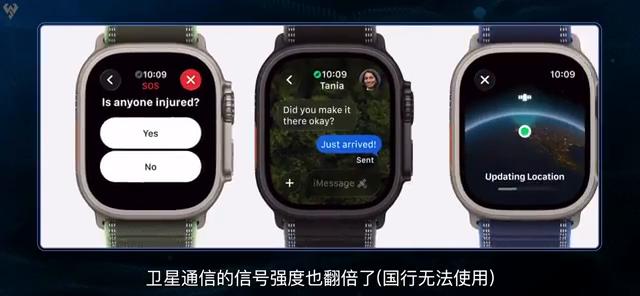 10:09
SOS
Is anyone injured?
Yes
No
10:09
Tania
Did you make it
there okay?
Just arrived!
Sent
iMessage
10:09
Updating Location
卫星通信的信号强度也翻倍了(国行无法使用)